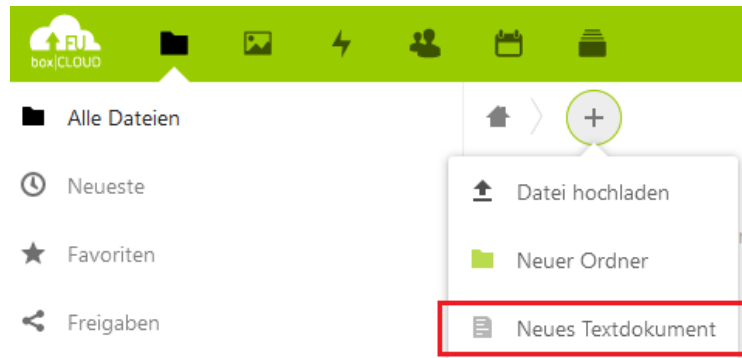 FU
box|CLOUD
Alle Dateien
Neueste
Favoriten
Freigaben
Datei hochladen
Neuer Ordner
Neues Textdokument